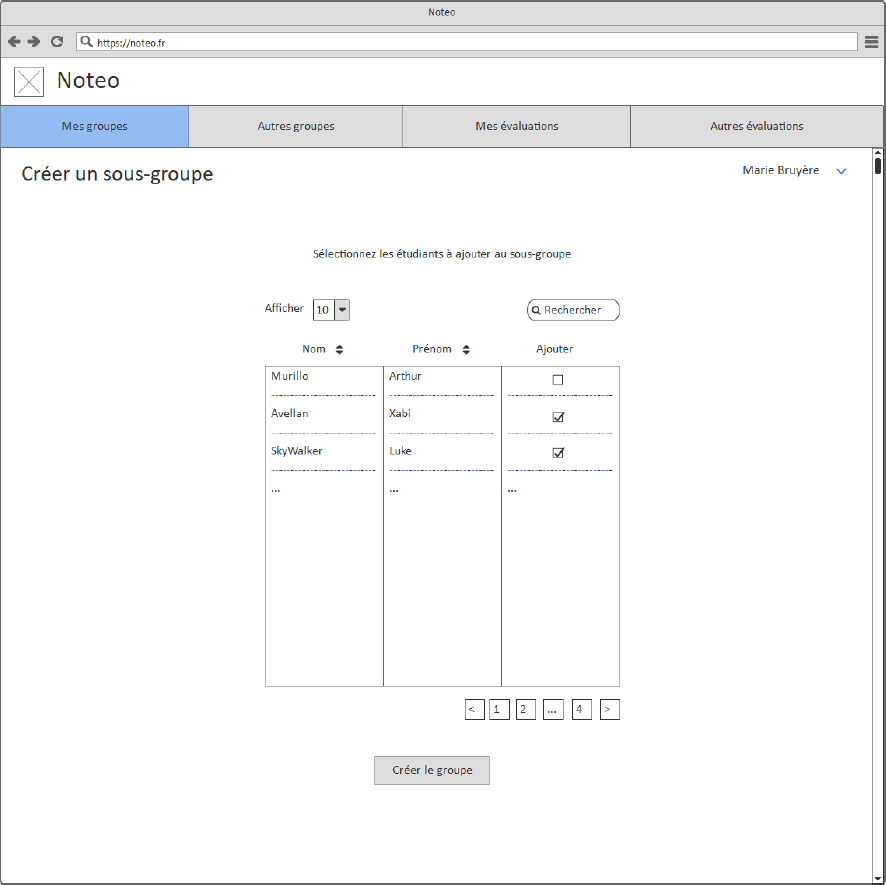 Noteo
https://noteo.fr
Noteo
Mes groupes Autres groupes Mes évaluations Autres évaluations
Créer un sous-groupe Marie Bruyère
Sélectionnez les étudiants à ajouter au sous-groupe
Afficher 10 Rechercher
Nom Prénom Ajouter
Murillo Arthur
Avellan Xabi
SkyWalker Luke
... ... ...
< 1 2 ... 4 >
Créer le groupe